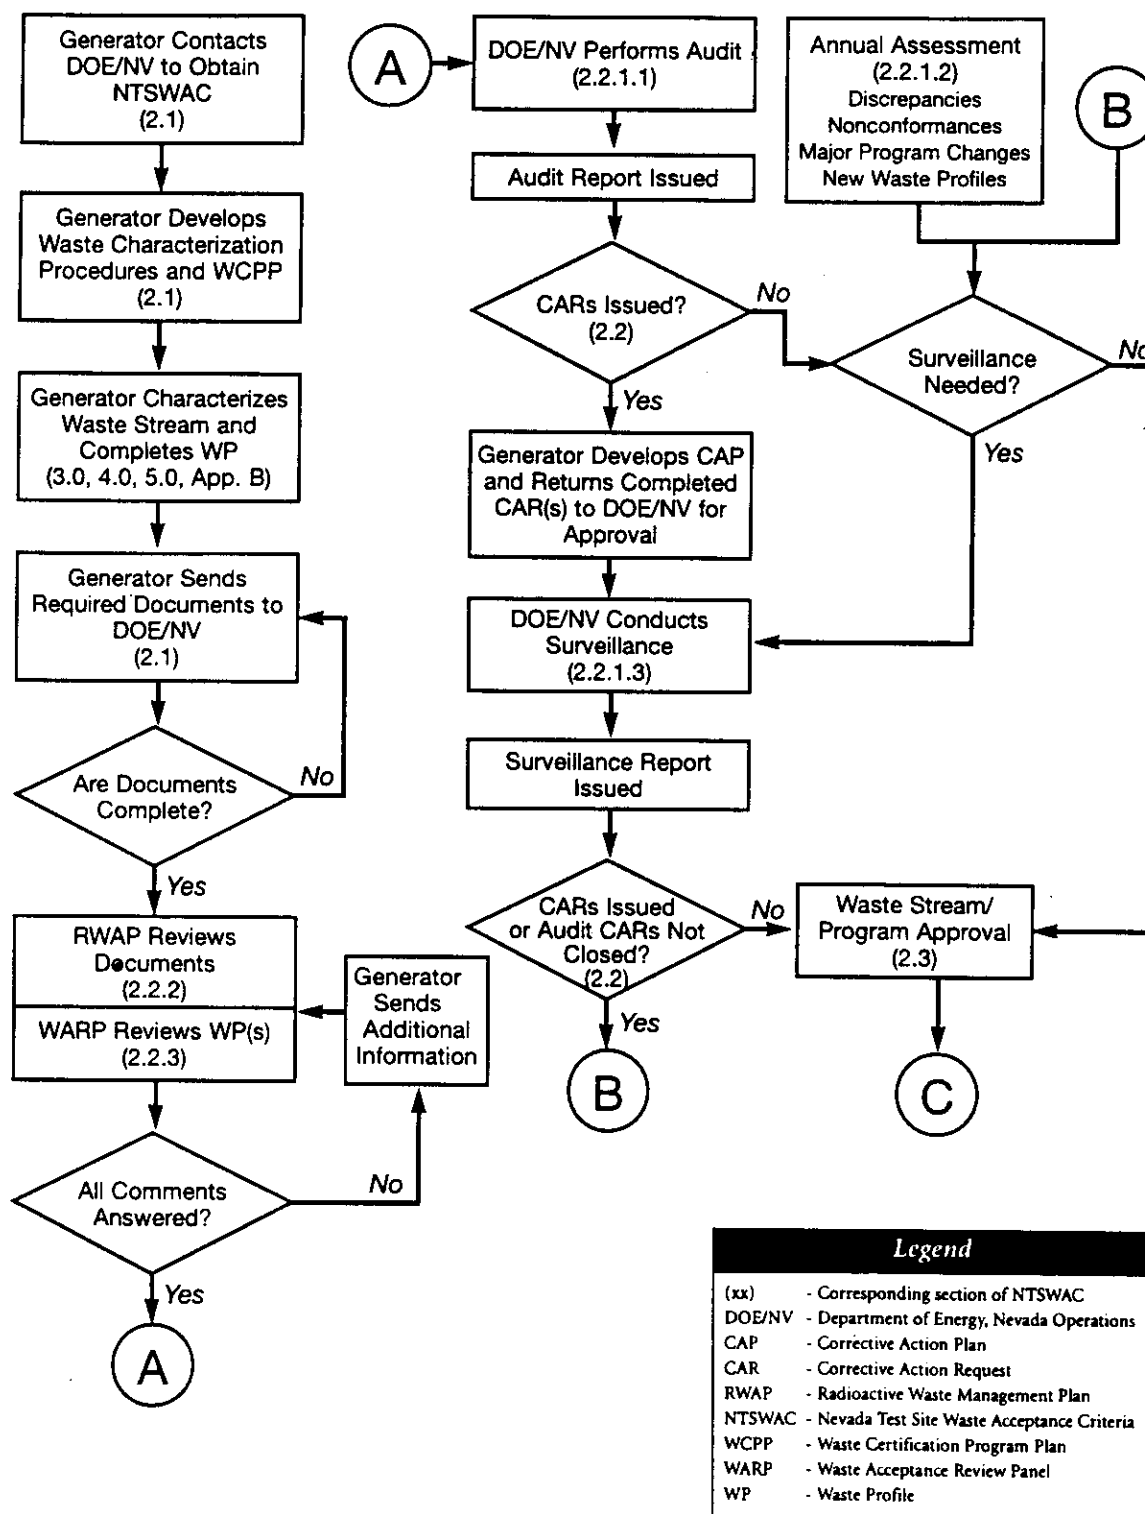 Generator Contacts
DOE/NV to Obtain
NTSWAC
(2.1)
Generator Develops
Waste Characterization
Procedures and WCPP
(2.1)
Generator Characterizes
Waste Stream and
Completes WP
(3.0, 4.0, 5.0, App. B)
Generator Sends
Required Documents to
DOE/NV
(2.1)
Are Documents
Complete?
No
Yes
RWAP Reviews
Documents
(2.2.2)
WARP Reviews WP(s)
(2.2.3)
Generator
Sends
Additional
Information
All Comments
Answered?
No
Yes
A
A
DOE/NV Performs Audit
(2.2.1.1)
Audit Report Issued
CARs Issued?
(2.2)
No
Yes
Generator Develops CAP
and Returns Completed
CAR(s) to DOE/NV for
Approval
DOE/NV Conducts
Surveillance
(2.2.1.3)
Surveillance Report
Issued
CARs Issued
or Audit CARs Not
Closed?
(2.2)
No
Yes
B
Annual Assessment
(2.2.1.2)
Discrepancies
Nonconformances
Major Program Changes
New Waste Profiles
B
Surveillance
Needed?
No
Yes
Waste Stream/
Program Approval
(2.3)
C
Legend
(xx) - Corresponding section of NTSWAC
DOE/NV - Department of Energy, Nevada Operations
CAP - Corrective Action Plan
CAR - Corrective Action Request
RWAP - Radioactive Waste Management Plan
NTSWAC - Nevada Test Site Waste Acceptance Criteria
WCPP - Waste Certification Program Plan
WARP - Waste Acceptance Review Panel
WP - Waste Profile